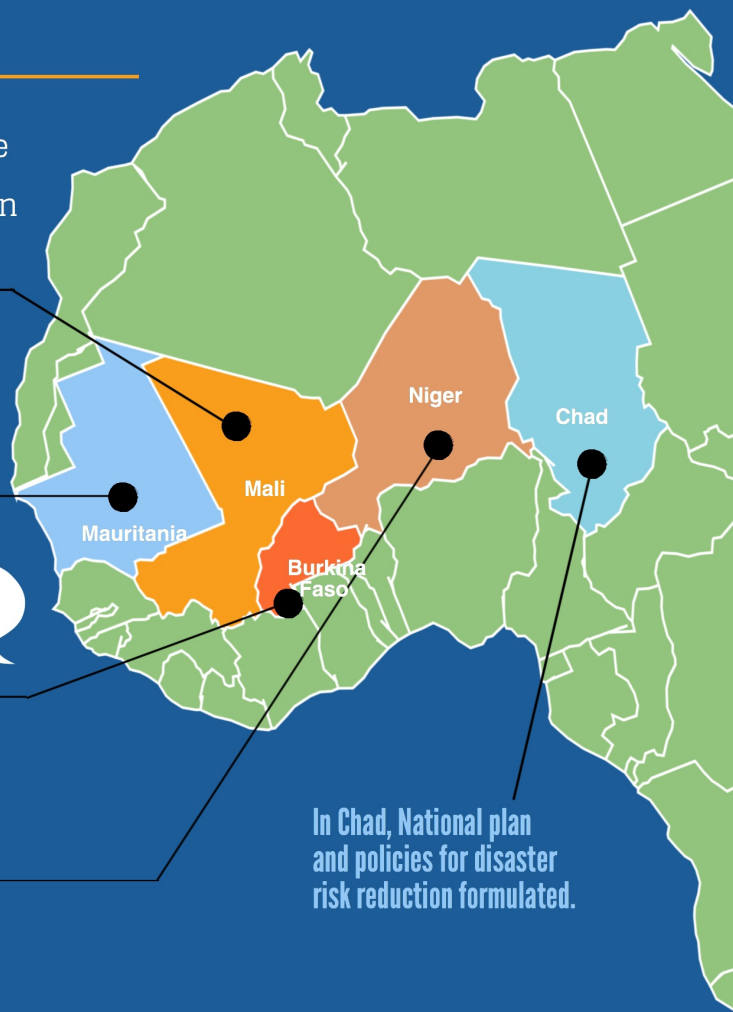 e
n
Niger
Chad
Mali
Mauritania
Burkina
Faso
In Chad, National plan
and policies for disaster
risk reduction formulated.